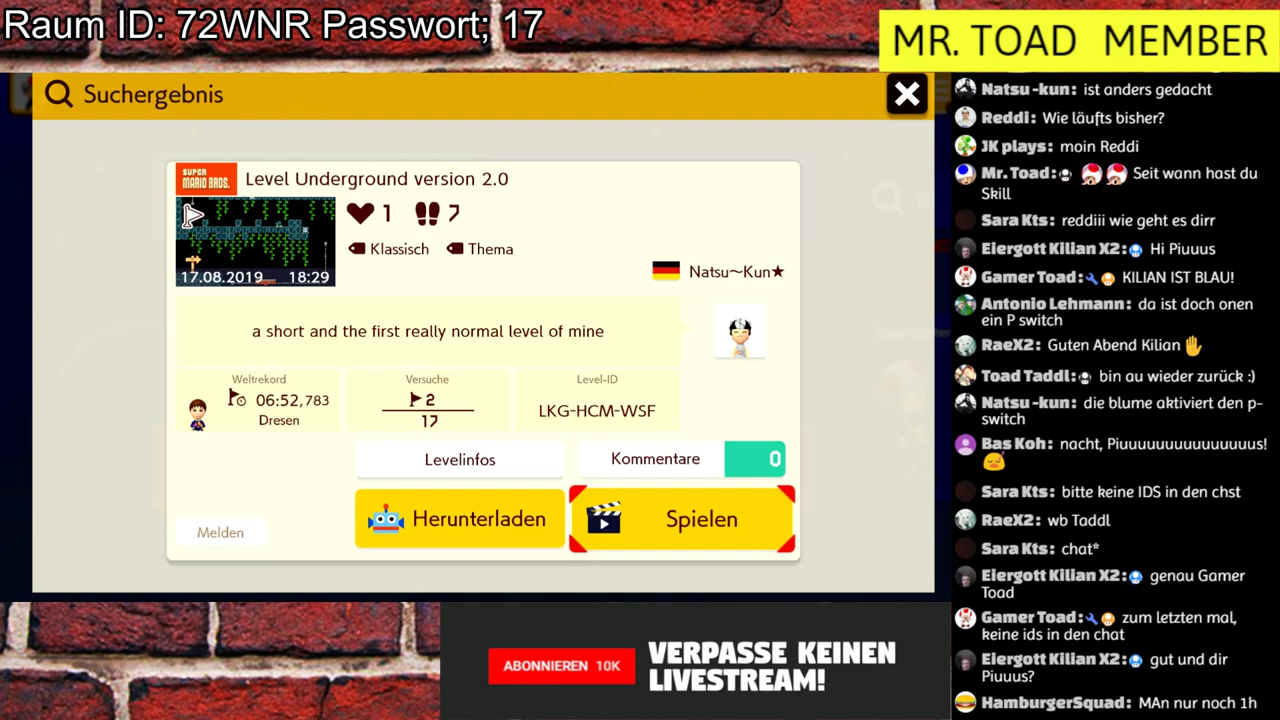 Raum ID: 72WNR Passwort; 17
MR. TOAD MEMBER
Suchergebnis
SUPER
MARIO BROS.
Level Underground version 2.0
1
7
Klassisch
Thema
17.08.2019 18:29
Natsu~Kun★
a short and the first really normal level of mine
Weltrekord
06:52,783
Dresen
Versuche
2
17
Level-ID
LKG-HCM-WSF
Levelinfos
Kommentare 0
Melden
Herunterladen
Spielen
ABONNIEREN 10K
VERPASSE KEINEN
LIVESTREAM!
Natsu-kun: ist anders gedacht
Reddi: Wie läufts bisher?
JK plays: moin Reddi
Mr. Toad: Seit wann hast du
Skill
Sara Kts: reddiii wie geht es dirr
Eiergott Kilian X2: Hi Piuuus
Gamer Toad: KILIAN IST BLAU!
Antonio Lehmann: da ist doch onen
ein P switch
RaeX2: Guten Abend Kilian
Toad Taddl: bin au wieder zurück :)
Natsu-kun: die blume aktiviert den p-
switch
Bas Koh: nacht, Piuuuuuuuuuuuuuus!
Sara Kts: bitte keine IDS in den chst
RaeX2: wb Taddl
Sara Kts: chat*
Eiergott Kilian X2: genau Gamer
Toad
Gamer Toad: zum letzten mal,
keine ids in den chat
Eiergott Kilian X2: gut und dir
Piuuus?
HamburgerSquad: MAn nur noch 1h